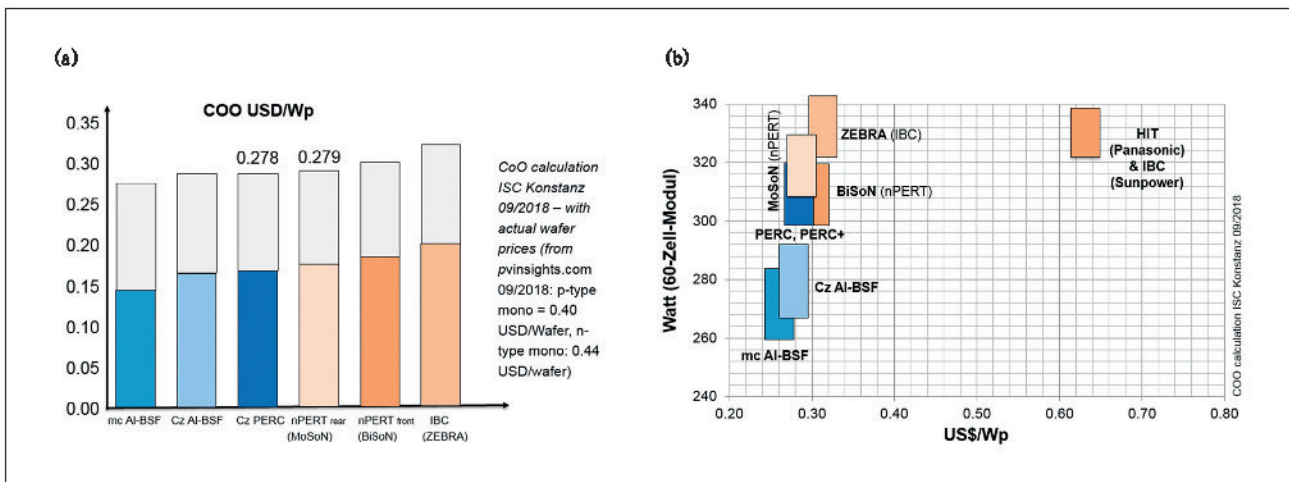 (a)
COO USD/Wp
0.35
0.30
0.25
0.20
0.15
0.10
0.05
0.00
0.278
0.279
mc Al-BSF
Cz Al-BSF
Cz PERC
nPERT rear
(MoSoN)
nPERT front
(BiSoN)
IBC
(ZEBRA)
CoO calculation
ISC Konstanz
09/2018 – with
actual wafer
prices (from
pvinsights.com
09/2018: p-type
mono = 0.40
USD/Wafer, n-
type mono: 0.44
USD/wafer)
(b)
Watt (60-Zell-Modul)
340
320
300
280
260
240
0.20
0.30
0.40
0.50
0.60
0.70
0.80
US$/Wp
MoSoN (nPERT)
ZEBRA (IBC)
BiSoN (nPERT)
PERC, PERC+
Cz Al-BSF
mc Al-BSF
HIT
(Panasonic)
& IBC
(Sunpower)
COO calculation ISC Konstanz 09/2018